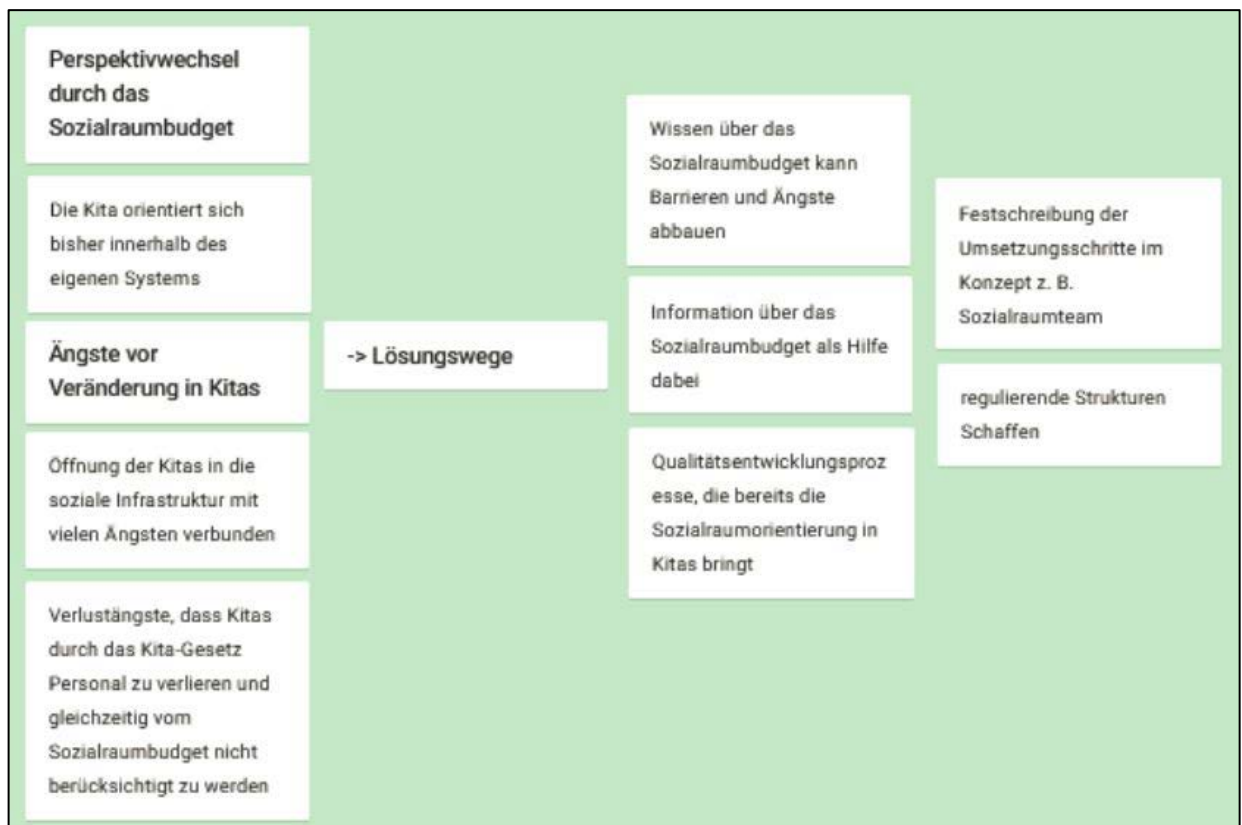 Perspektivwechsel
durch das
Sozialraumbudget
Die Kita orientiert sich
bisher innerhalb des
eigenen Systems
Ängste vor
Veränderung in Kitas
Öffnung der Kitas in die
soziale Infrastruktur mit
vielen Ängsten verbunden
Verlustängste, dass Kitas
durch das Kita-Gesetz
Personal zu verlieren und
gleichzeitig vom
Sozialraumbudget nicht
berücksichtigt zu werden
-> Lösungswege
Wissen über das
Sozialraumbudget kann
Barrieren und Ängste
abbauen
Information über das
Sozialraumbudget als Hilfe
dabei
Qualitätsentwicklungsproz
esse, die bereits die
Sozialraumorientierung in
Kitas bringt
Festschreibung der
Umsetzungsschritte im
Konzept z. B.
Sozialraumteam
regulierende Strukturen
Schaffen